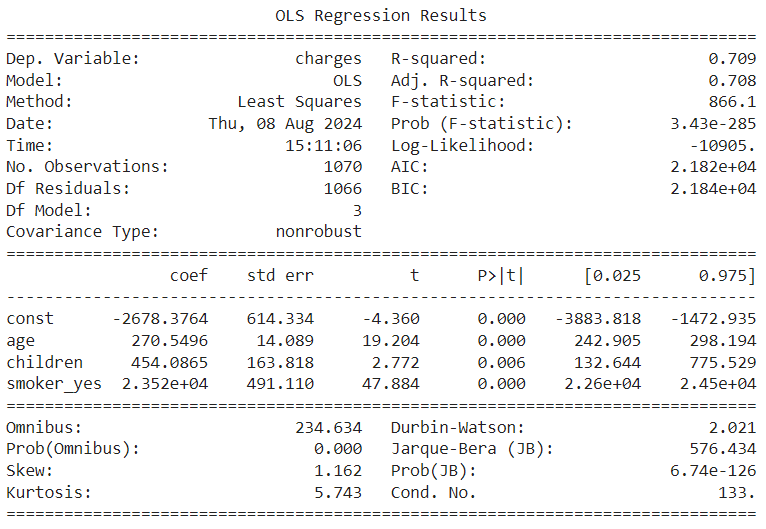 OLS Regression Results
==============================================================================
Dep. Variable:                charges   R-squared:                       0.709
Model:                            OLS   Adj. R-squared:                  0.708
Method:                 Least Squares   F-statistic:                     866.1
Date:                Thu, 08 Aug 2024   Prob (F-statistic):          3.43e-285
Time:                        15:11:06   Log-Likelihood:                -10905.
No. Observations:                1070   AIC:                         2.182e+04
Df Residuals:                    1066   BIC:                         2.184e+04
Df Model:                           3
Covariance Type:            nonrobust
==============================================================================
                 coef    std err          t      P>|t|      [0.025      0.975]
------------------------------------------------------------------------------
const      -2678.3764    614.334     -4.360      0.000   -3883.818   -1472.935
age          270.5496     14.089     19.204      0.000     242.905     298.194
children     454.0865    163.818      2.772      0.006     132.644     775.529
smoker_yes  2.352e+04    491.110     47.884      0.000    2.26e+04    2.45e+04
==============================================================================
Omnibus:                      234.634   Durbin-Watson:                   2.021
Prob(Omnibus):                  0.000   Jarque-Bera (JB):              576.434
Skew:                           1.162   Prob(JB):                    6.74e-126
Kurtosis:                       5.743   Cond. No.                         133.
==============================================================================